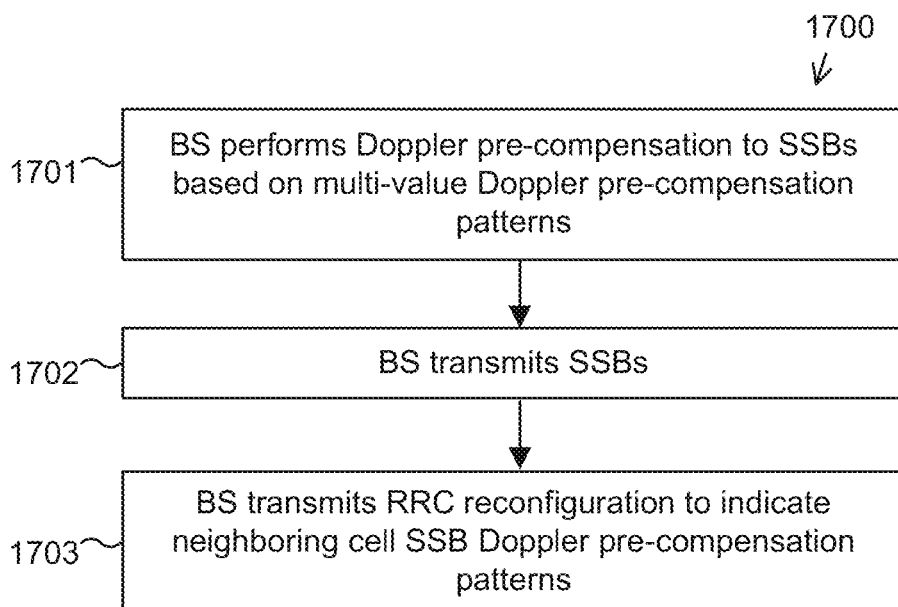 1700
1701
BS performs Doppler pre-compensation to SSBs
based on multi-value Doppler pre-compensation
patterns
1702
BS transmits SSBs
1703
BS transmits RRC reconfiguration to indicate
neighboring cell SSB Doppler pre-compensation
patterns